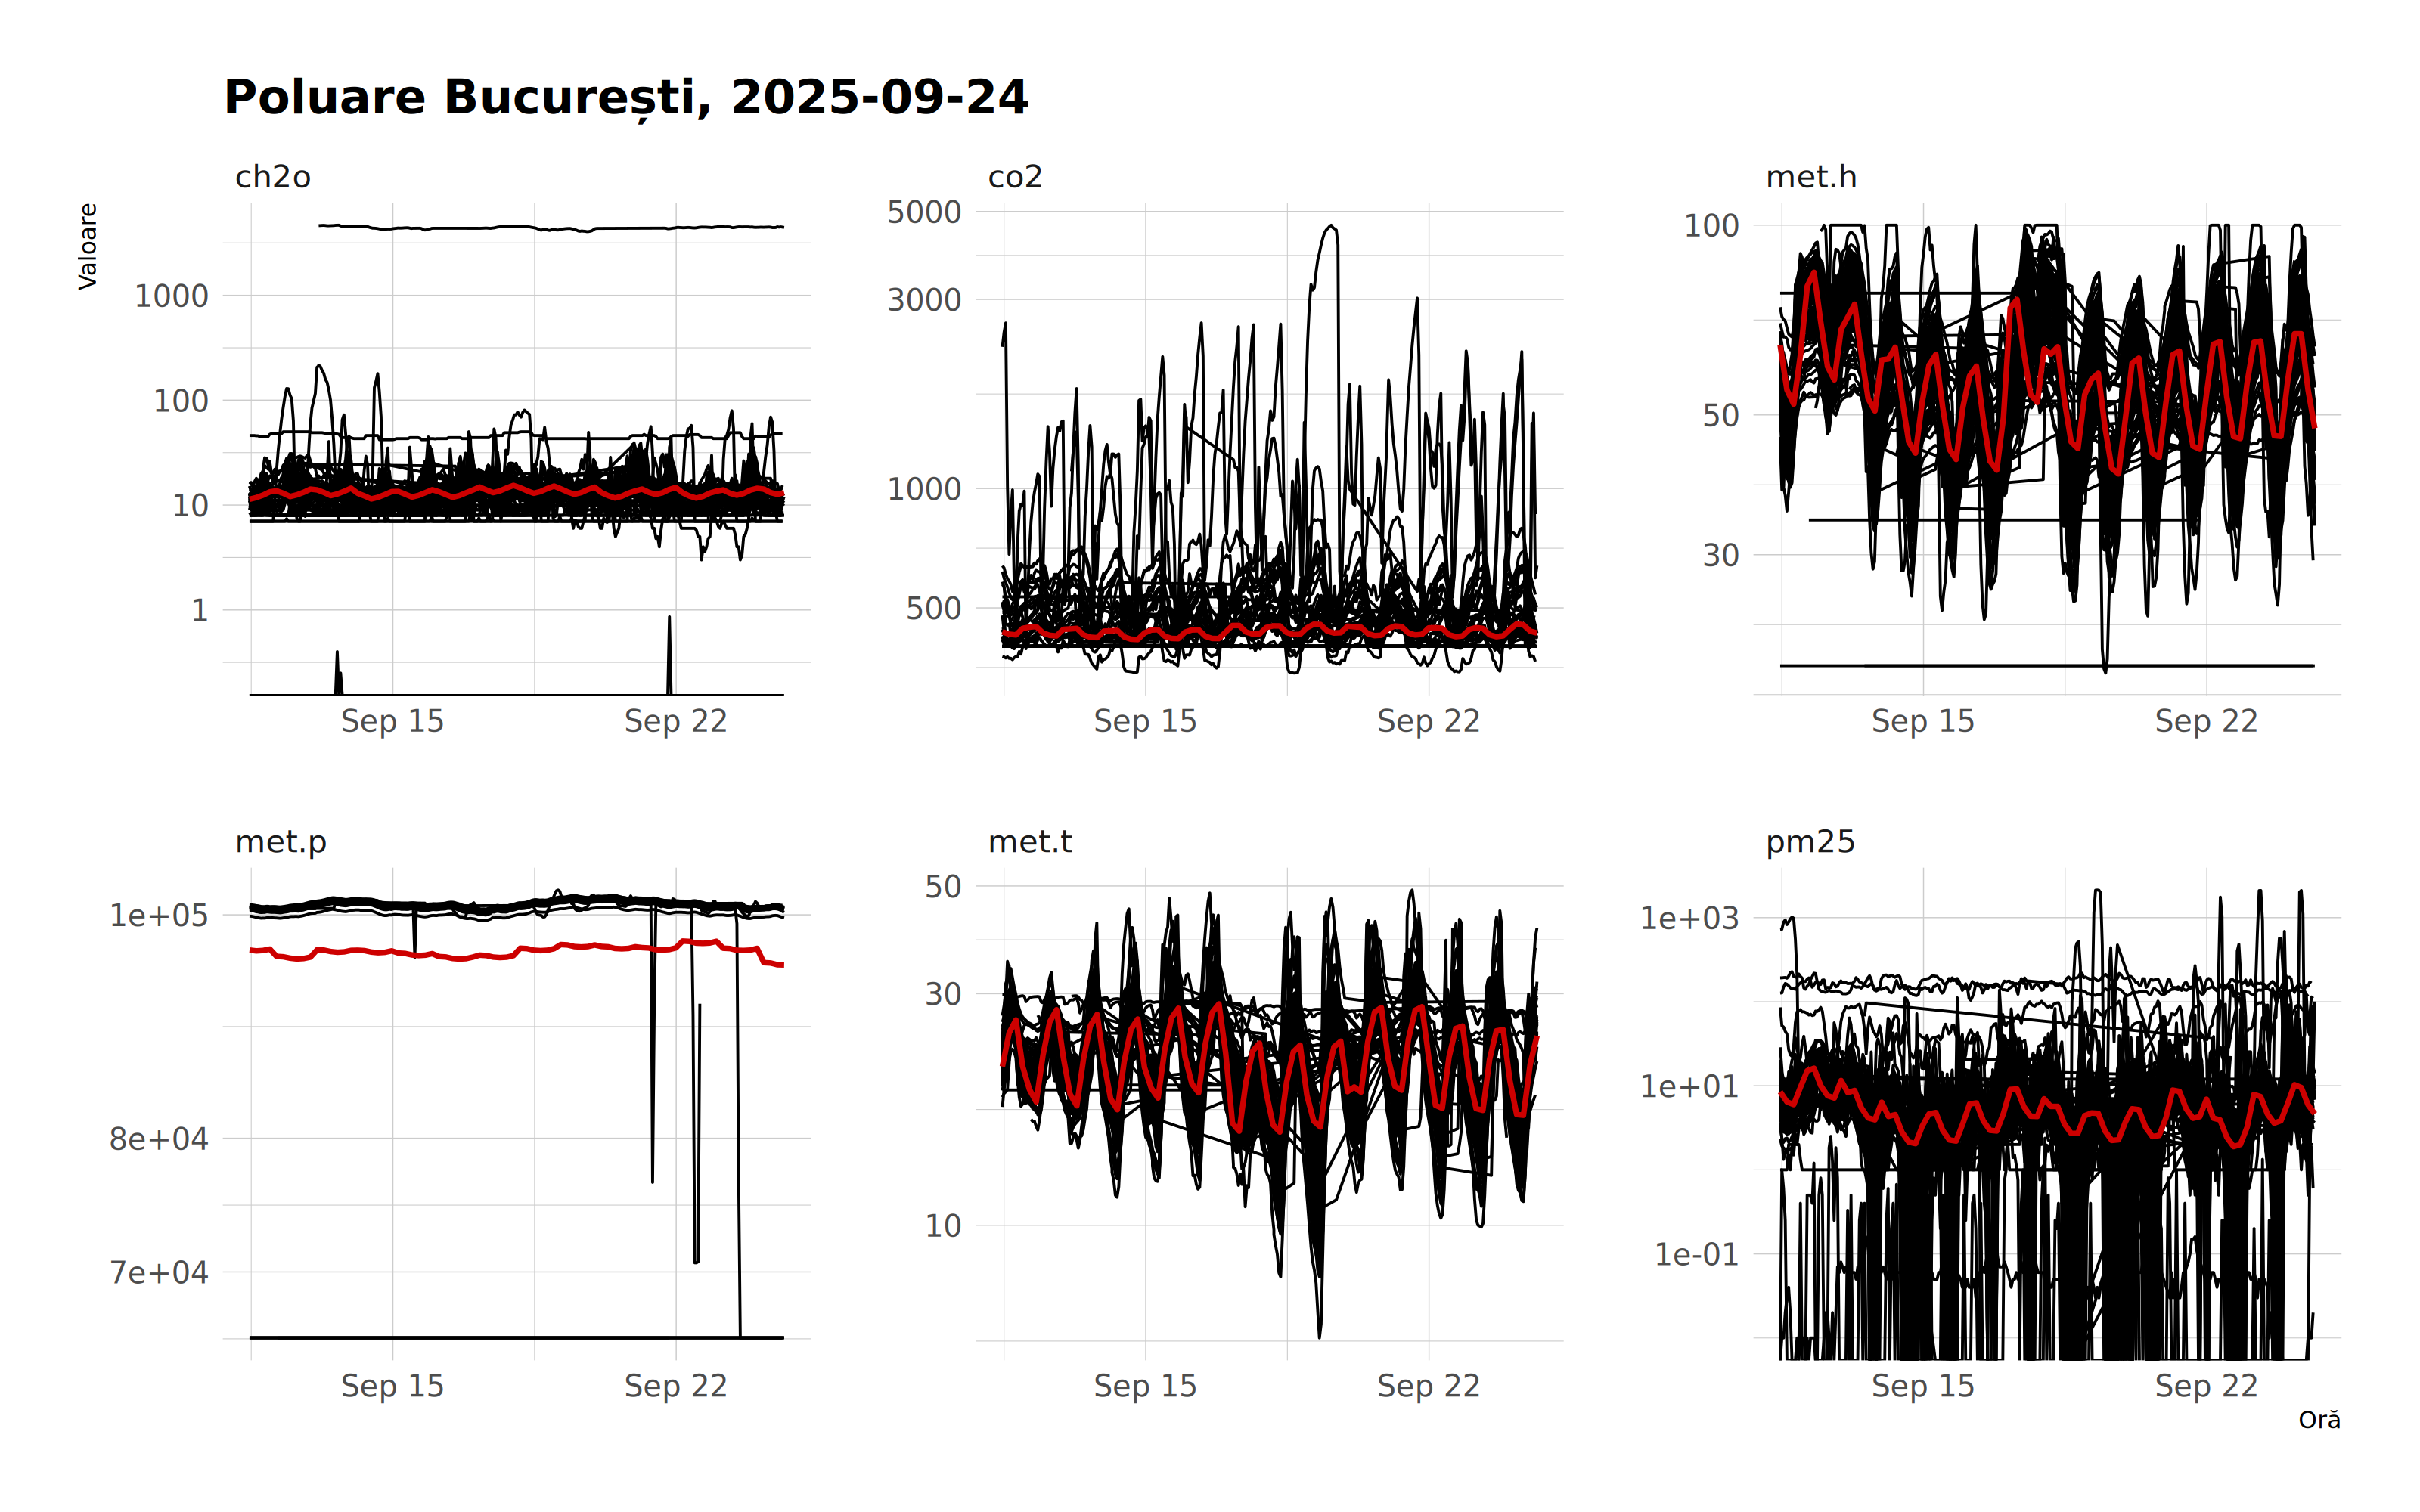 Poluare București, 2025-09-24
Valoare
ch2o
1000
100
10
1
Sep 15 Sep 22
co2
5000
3000
1000
500
Sep 15 Sep 22
met.h
100
50
30
Sep 15 Sep 22
met.p
1e+05
8e+04
7e+04
Sep 15 Sep 22
met.t
50
30
10
Sep 15 Sep 22
pm25
1e+03
1e+01
1e-01
Sep 15 Sep 22
Oră